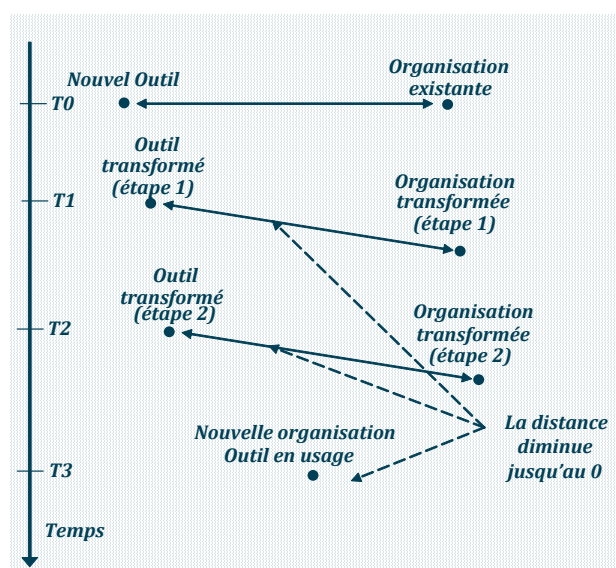 Nouvel Outil
Organisation
existante
T0
Outil
transformé
(étape 1)
T1
Organisation
transformée
(étape 1)
Outil
transformé
(étape 2)
T2
Organisation
transformée
(étape 2)
Nouvelle organisation
Outil en usage
La distance
diminue
jusqu'au 0
T3
Temps